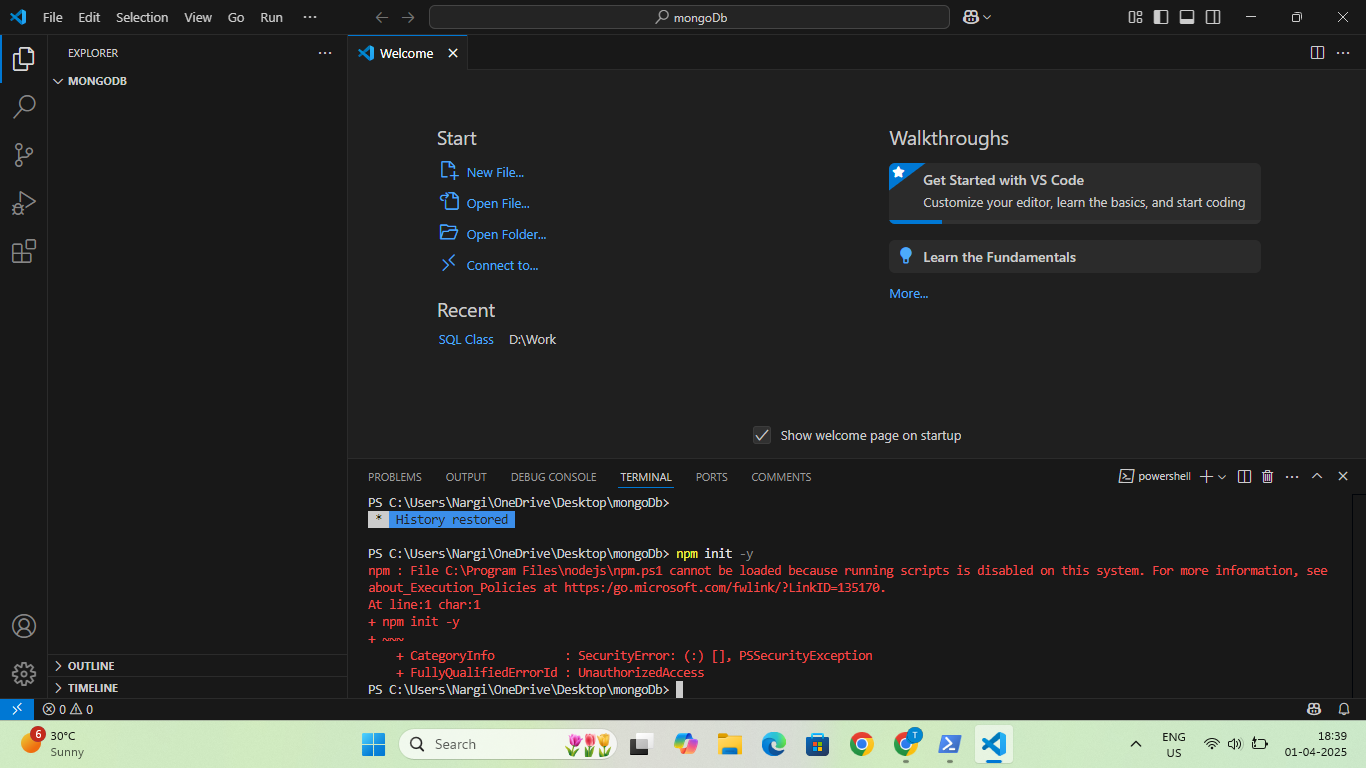 File Edit Selection View Go Run ···
mongoDb
EXPLORER
MONGODB
Welcome
Start
New File...
Open File...
Open Folder...
Connect to...
Recent
SQL Class D:\Work
Walkthroughs
Get Started with VS Code
Customize your editor, learn the basics, and start coding
Learn the Fundamentals
More...
Show welcome page on startup
PROBLEMS OUTPUT DEBUG CONSOLE TERMINAL PORTS COMMENTS
powershell
PS C:\Users\Nargi\OneDrive\Desktop\mongoDb>
* History restored
PS C:\Users\Nargi\OneDrive\Desktop\mongoDb> npm init -y
npm : File C:\Program Files\nodejs\npm.ps1 cannot be loaded because running scripts is disabled on this system. For more information, see
about_Execution_Policies at https:/go.microsoft.com/fwlink/?LinkID=135170.
At line:1 char:1
+ npm init -y
+ ~~~
+ CategoryInfo : SecurityError: (:) [], PSSecurityException
+ FullyQualifiedErrorId : UnauthorizedAccess
PS C:\Users\Nargi\OneDrive\Desktop\mongoDb>
OUTLINE
TIMELINE
0 0
6
30°C
Sunny
Search
T
ENG
US
18:39
01-04-2025